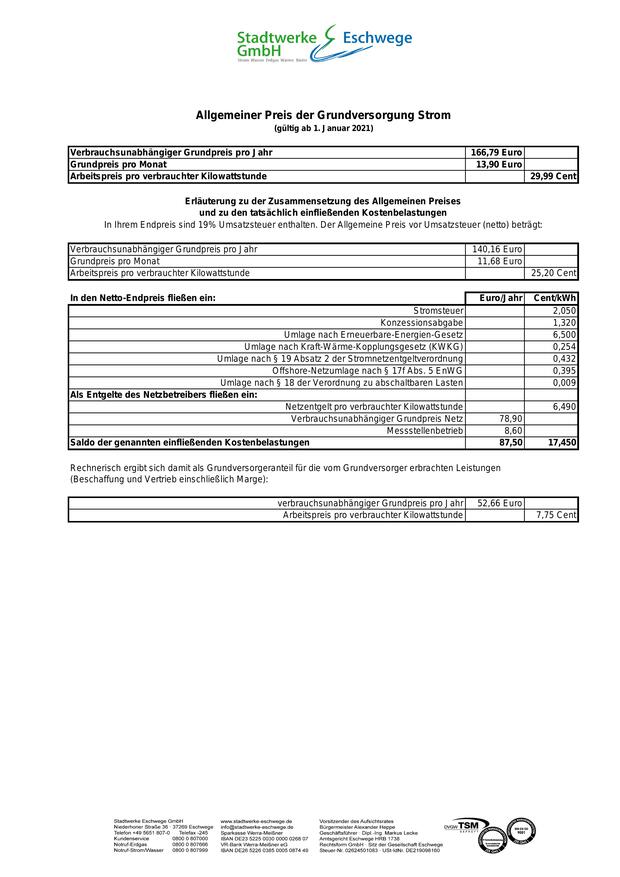 Stadtwerke Eschwege
GmbH
Strom Wasser Erdgas Wärme Bäder
Allgemeiner Preis der Grundversorgung Strom
(gültig ab 1. Januar 2021)
Verbrauchsunabhängiger Grundpreis pro Jahr 166,79 Euro
Grundpreis pro Monat 13,90 Euro
Arbeitspreis pro verbrauchter Kilowattstunde 29,99 Cent
Erläuterung zu der Zusammensetzung des Allgemeinen Preises
und zu den tatsächlich einfließenden Kostenbelastungen
In Ihrem Endpreis sind 19% Umsatzsteuer enthalten. Der Allgemeine Preis vor Umsatzsteuer (netto) beträgt:
Verbrauchsunabhängiger Grundpreis pro Jahr 140,16 Euro
Grundpreis pro Monat 11,68 Euro
Arbeitspreis pro verbrauchter Kilowattstunde 25,20 Cent
In den Netto-Endpreis fließen ein: Euro/Jahr Cent/kWh
Stromsteuer 2,050
Konzessionsabgabe 1,320
Umlage nach Erneuerbare-Energien-Gesetz 6,500
Umlage nach Kraft-Wärme-Kopplungsgesetz (KWKG) 0,254
Umlage nach § 19 Absatz 2 der Stromnetzentgeltverordnung 0,432
Offshore-Netzumlage nach § 17f Abs. 5 EnWG 0,395
Umlage nach § 18 der Verordnung zu abschaltbaren Lasten 0,009
Als Entgelte des Netzbetreibers fließen ein:
Netzentgelt pro verbrauchter Kilowattstunde 6,490
Verbrauchsunabhängiger Grundpreis Netz 78,90
Messstellenbetrieb 8,60
Saldo der genannten einfließenden Kostenbelastungen 87,50 17,450
Rechnerisch ergibt sich damit als Grundversorgeranteil für die vom Grundversorger erbrachten Leistungen
(Beschaffung und Vertrieb einschließlich Marge):
verbrauchsunabhängiger Grundpreis pro Jahr 52,66 Euro
Arbeitspreis pro verbrauchter Kilowattstunde 7,75 Cent
Stadtwerke Eschwege GmbH
Niederhoner Straße 36 · 37269 Eschwege
Telefon +49 5651 807-0 Telefax -245
Kundenservice 0800 0 807000
Notruf-Erdgas 0800 0 807666
Notruf-Strom/Wasser 0800 0 807999
www.stadtwerke-eschwege.de
info@stadtwerke-eschwege.de
Sparkasse Werra-Meißner
IBAN DE23 5225 0030 0000 0268 07
VR-Bank Werra-Meißner eG
IBAN DE26 5226 0385 0005 0874 49
Vorsitzender des Aufsichtsrates
Bürgermeister Alexander Heppe
Geschäftsführer : Dipl.-Ing. Markus Lecke
Amtsgericht Eschwege HRB 1738
Rechtsform GmbH · Sitz der Gesellschaft Eschwege
Steuer-Nr. 02624501083 · USt-IdNr. DE219098160
DVGW TSM